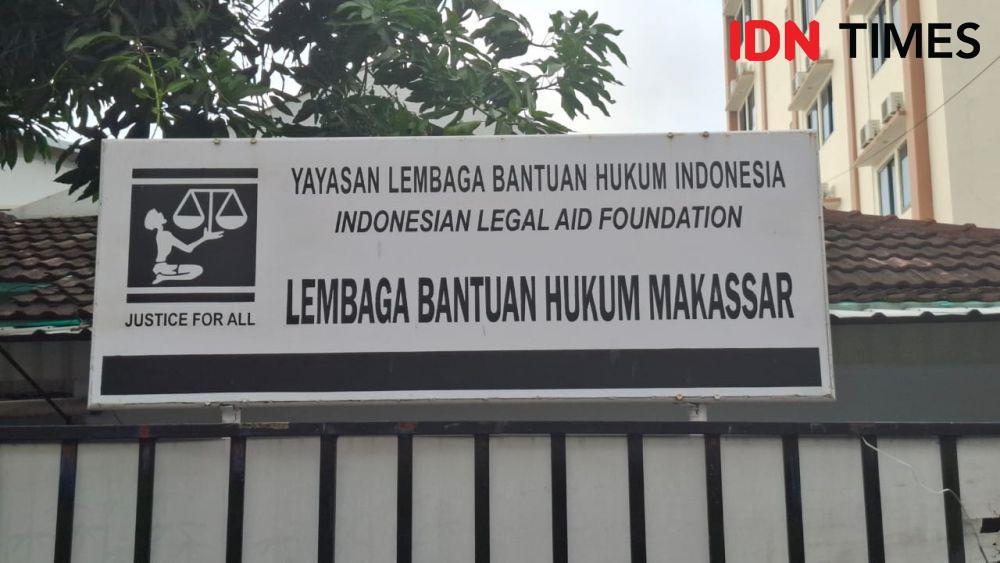 IDN TIMES
YAYASAN LEMBAGA BANTUAN HUKUM INDONESIA
INDONESIAN LEGAL AID FOUNDATION
LEMBAGA BANTUAN HUKUM MAKASSAR
JUSTICE FOR ALL